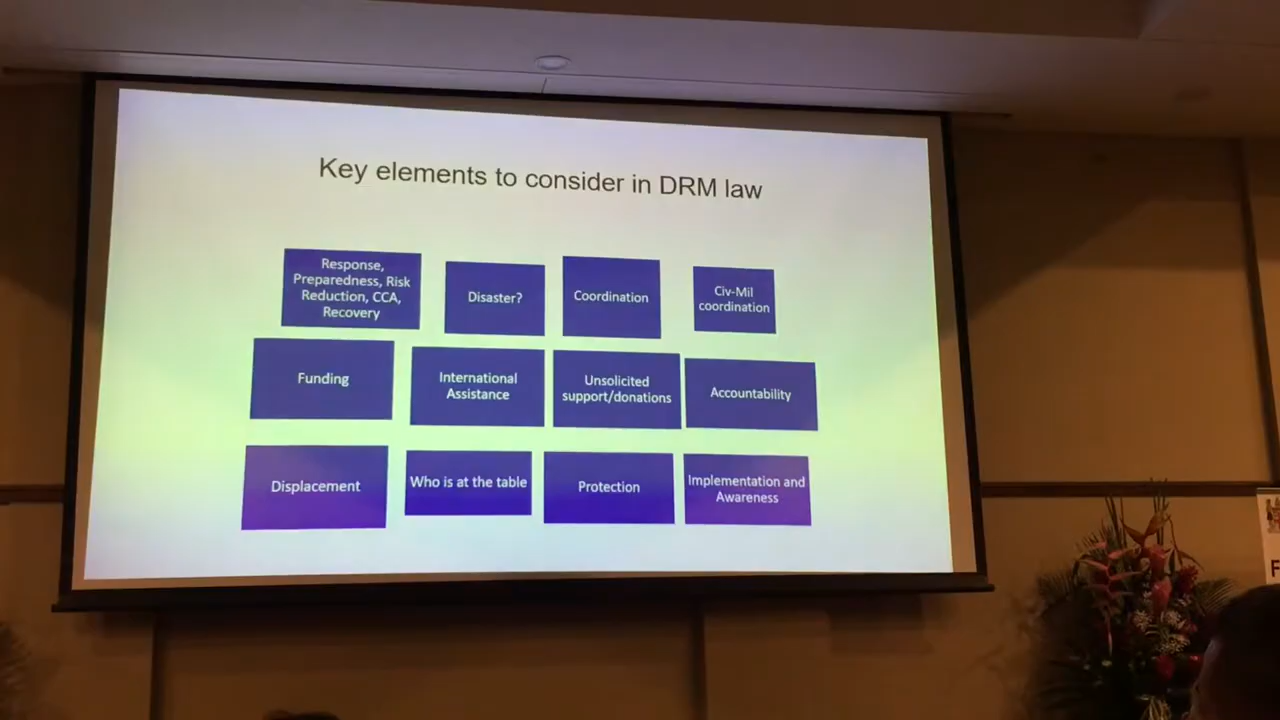 Key elements to consider in DRM law
Response,
Preparedness, Risk
Reduction, CCA,
Recovery
Disaster?
Coordination
Civ-Mil
coordination
Funding
International
Assistance
Unsolicited
support/donations
Accountability
Displacement
Who is at the table
Protection
Implementation and
Awareness
F